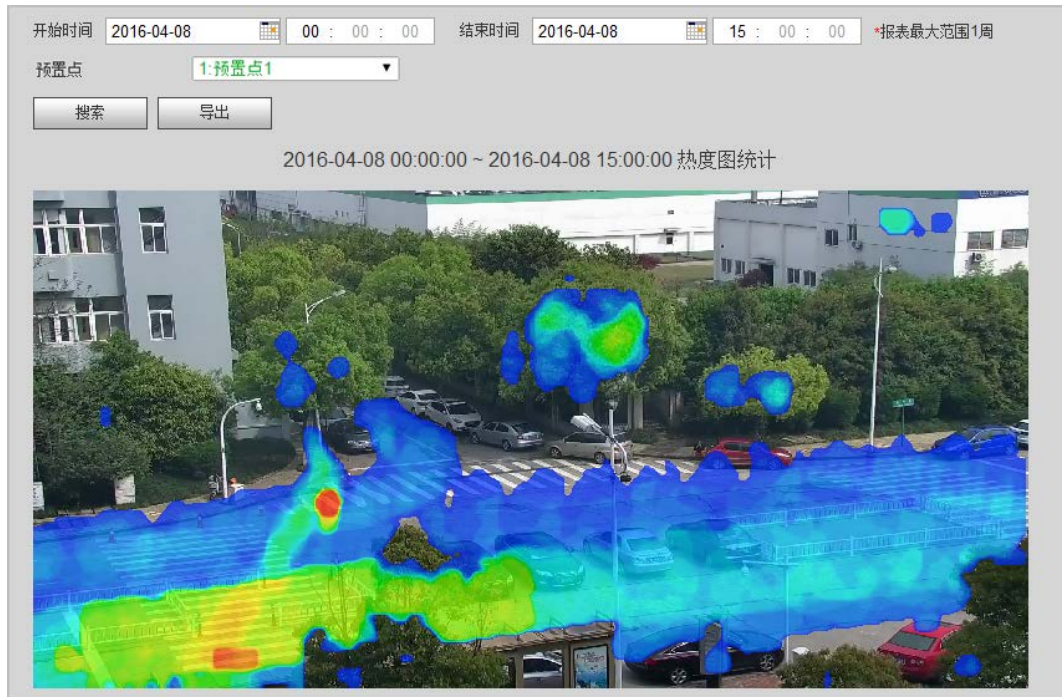 开始时间 2016-04-08 00 : 00 : 00 结束时间 2016-04-08 15 : 00 : 00 *报表最大范围1周
预置点 1:预置点1
搜索 导出
2016-04-08 00:00:00 ~ 2016-04-08 15:00:00 热度图统计